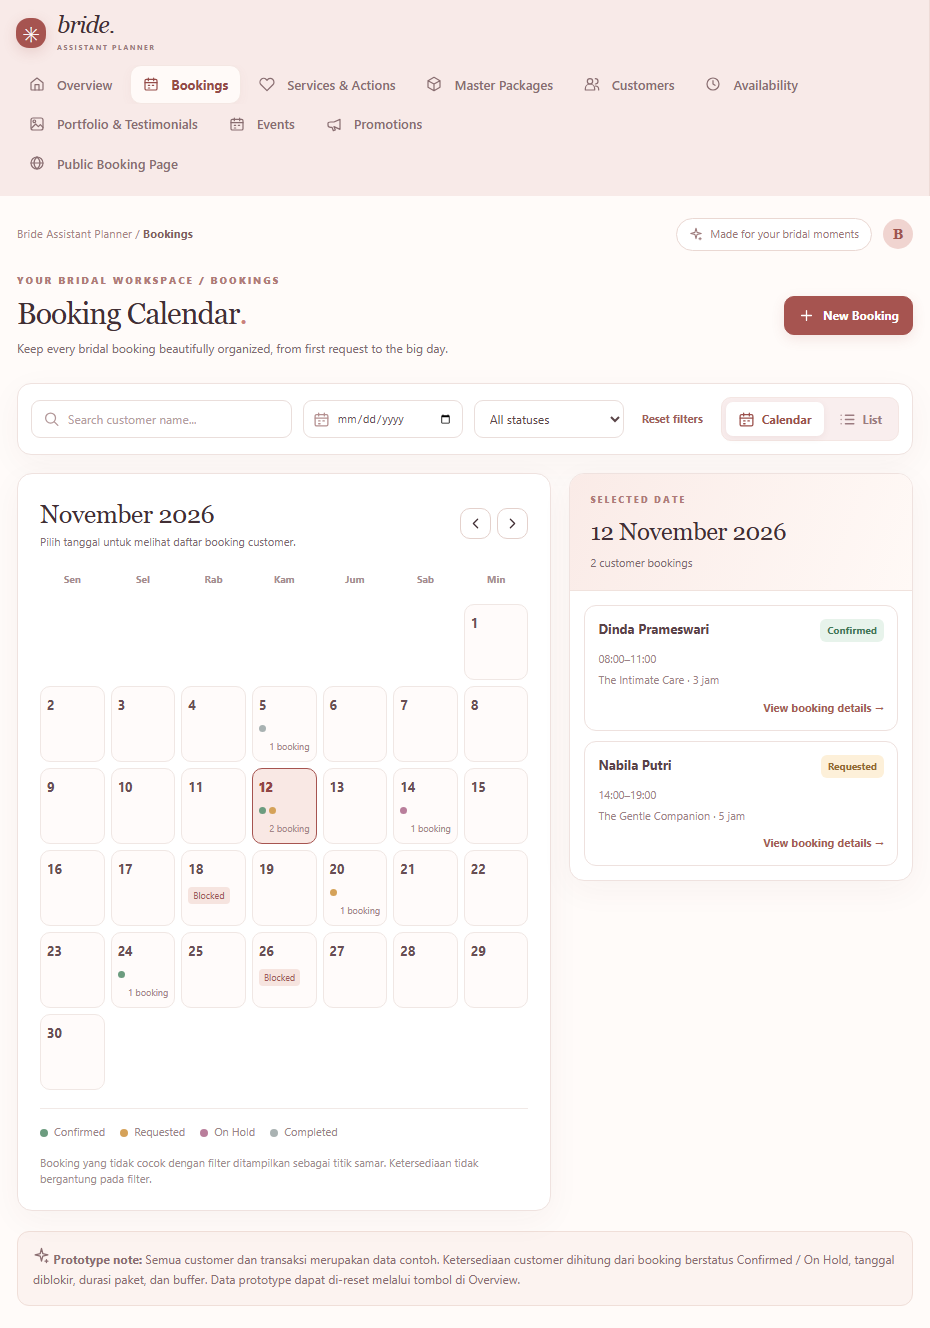 bride.
ASSISTANT PLANNER
Overview
Bookings
Services & Actions
Master Packages
Customers
Availability
Portfolio & Testimonials
Events
Promotions
Public Booking Page
Bride Assistant Planner / Bookings
Made for your bridal moments
B
YOUR BRIDAL WORKSPACE / BOOKINGS
Booking Calendar.
New Booking
Keep every bridal booking beautifully organized, from first request to the big day.
Search customer name...
mm/dd/yyyy
All statuses
Reset filters
Calendar
List
November 2026
Pilih tanggal untuk melihat daftar booking customer.
Sen Sel Rab Kam Jum Sab Min
1
2 3 4 5 6 7 8
1 booking
9 10 11 12 13 14 15
2 booking 1 booking
16 17 18 19 20 21 22
Blocked 1 booking
23 24 25 26 27 28 29
1 booking Blocked
30
Confirmed Requested On Hold Completed
Booking yang tidak cocok dengan filter ditampilkan sebagai titik samar. Ketersediaan tidak
bergantung pada filter.
SELECTED DATE
12 November 2026
2 customer bookings
Dinda Prameswari
Confirmed
08:00–11:00
The Intimate Care · 3 jam
View booking details →
Nabila Putri
Requested
14:00–19:00
The Gentle Companion · 5 jam
View booking details →
Prototype note: Semua customer dan transaksi merupakan data contoh. Ketersediaan customer dihitung dari booking berstatus Confirmed / On Hold, tanggal
diblokir, durasi paket, dan buffer. Data prototype dapat di-reset melalui tombol di Overview.